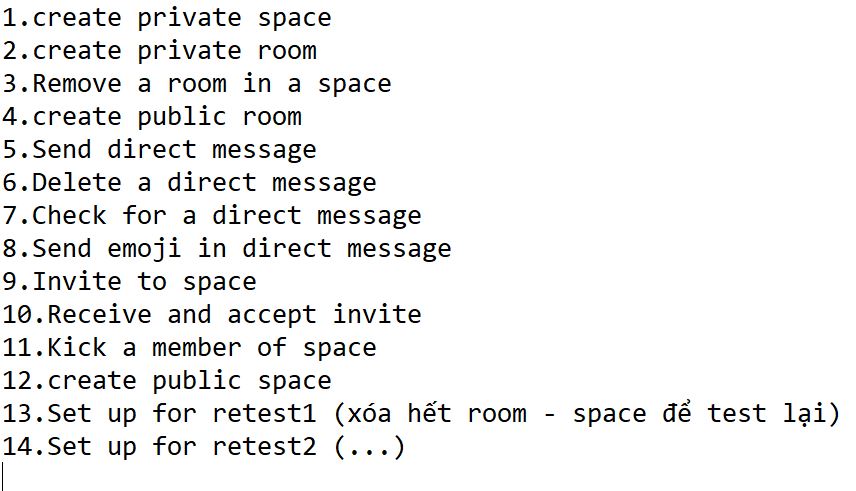 1.create private space
2.create private room
3.Remove a room in a space
4.create public room
5.Send direct message
6.Delete a direct message
7.Check for a direct message
8.Send emoji in direct message
9.Invite to space
10.Receive and accept invite
11.Kick a member of space
12.create public space
13.Set up for retest1 (xóa hết room - space để test lại)
14.Set up for retest2 (...)